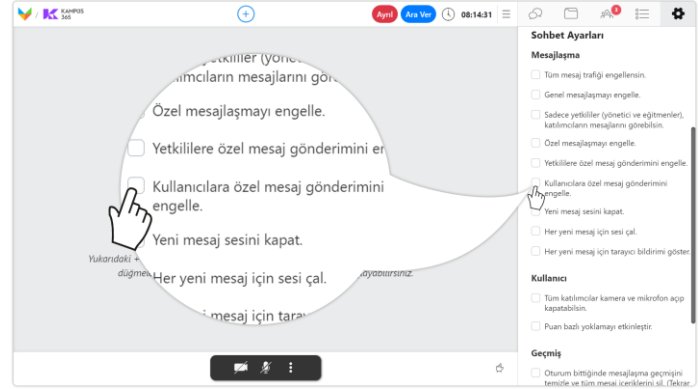 KAMPÜS
365
Ayrıl
Ara Ver
08:14:31
Sohbet Ayarları
Mesajlaşma
Tüm mesaj trafiği engellensin.
Genel mesajlaşmayı engelle.
Sadece yetkililer (yönetici ve eğitmenler),
katılımcıların mesajlarını görebilsin.
Özel mesajlaşmayı engelle.
Yetkililere özel mesaj gönderimini engelle.
Kullanıcılara özel mesaj gönderimini
engelle.
Yeni mesaj sesini kapat.
Her yeni mesaj için sesi çal.
Her yeni mesaj için tarayıcı bildirimi göster.
Kullanıcı
Tüm katılımcılar kamera ve mikrofon açıp
kapatabilsin.
Puan bazlı yoklamayı etkinleştir.
Geçmiş
Oturum bittiğinde mesajlaşma geçmişini
temizle ve tüm mesaj içeriklerini sil. (Tekrar
yetkililer (yöne
katılımcıların mesajlarını gör
Özel mesajlaşmayı engelle.
Yetkililere özel mesaj gönderimini en
Kullanıcılara özel mesaj gönderimini
engelle.
Yeni mesaj sesini kapat.
Her yeni mesaj için sesi çal.
mesaj için taray
Yukarıdaki +
düğme
ayabilirsiniz.